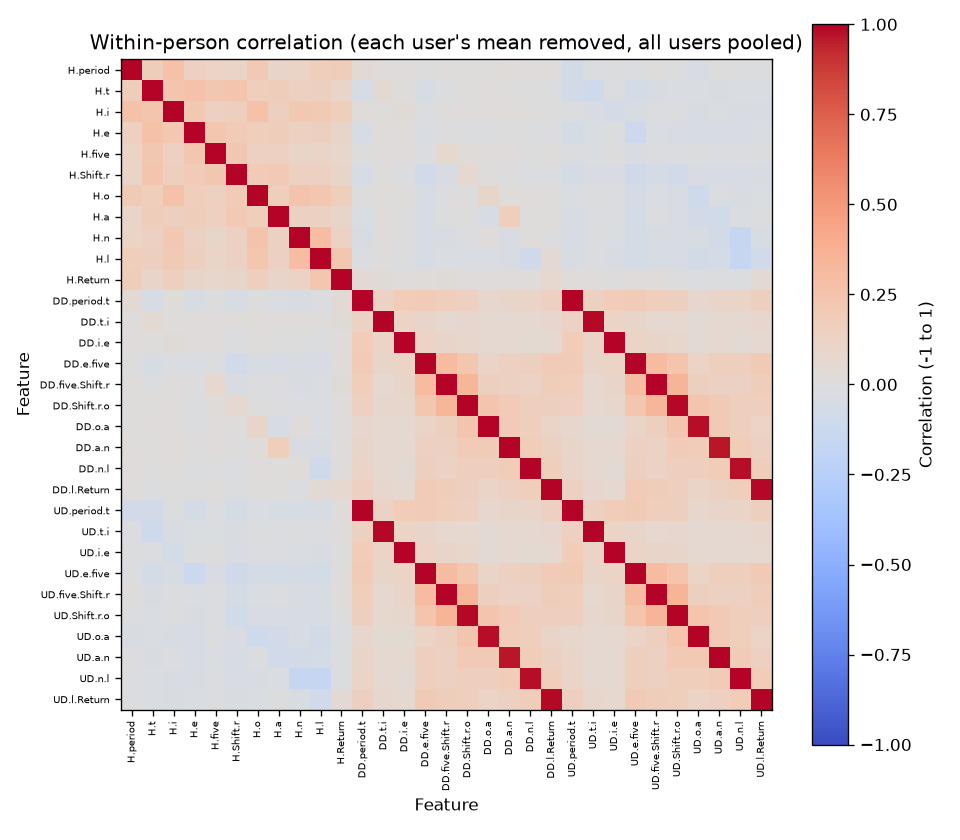 Within-person correlation (each user's mean removed, all users pooled)
Feature
H.period
H.t
H.i
H.e
H.five
H.Shift.r
H.o
H.a
H.n
H.l
H.Return
DD.period.t
DD.t.i
DD.i.e
DD.e.five
DD.five.Shift.r
DD.Shift.r.o
DD.o.a
DD.a.n
DD.n.l
DD.l.Return
UD.period.t
UD.t.i
UD.i.e
UD.e.five
UD.five.Shift.r
UD.Shift.r.o
UD.o.a
UD.a.n
UD.n.l
UD.l.Return
H.period
H.t
H.i
H.e
H.five
H.Shift.r
H.o
H.a
H.n
H.l
H.Return
DD.period.t
DD.t.i
DD.i.e
DD.e.five
DD.five.Shift.r
DD.Shift.r.o
DD.o.a
DD.a.n
DD.n.l
DD.l.Return
UD.period.t
UD.t.i
UD.i.e
UD.e.five
UD.five.Shift.r
UD.Shift.r.o
UD.o.a
UD.a.n
UD.n.l
UD.l.Return
Feature
1.00
0.75
0.50
0.25
0.00
−0.25
−0.50
−0.75
−1.00
Correlation (-1 to 1)